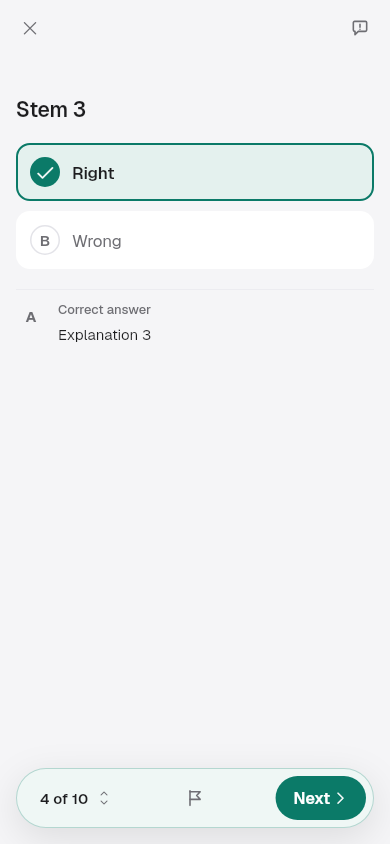 Stem 3
Right
B
Wrong
A
Correct answer
Explanation 3
4 of 10
Next